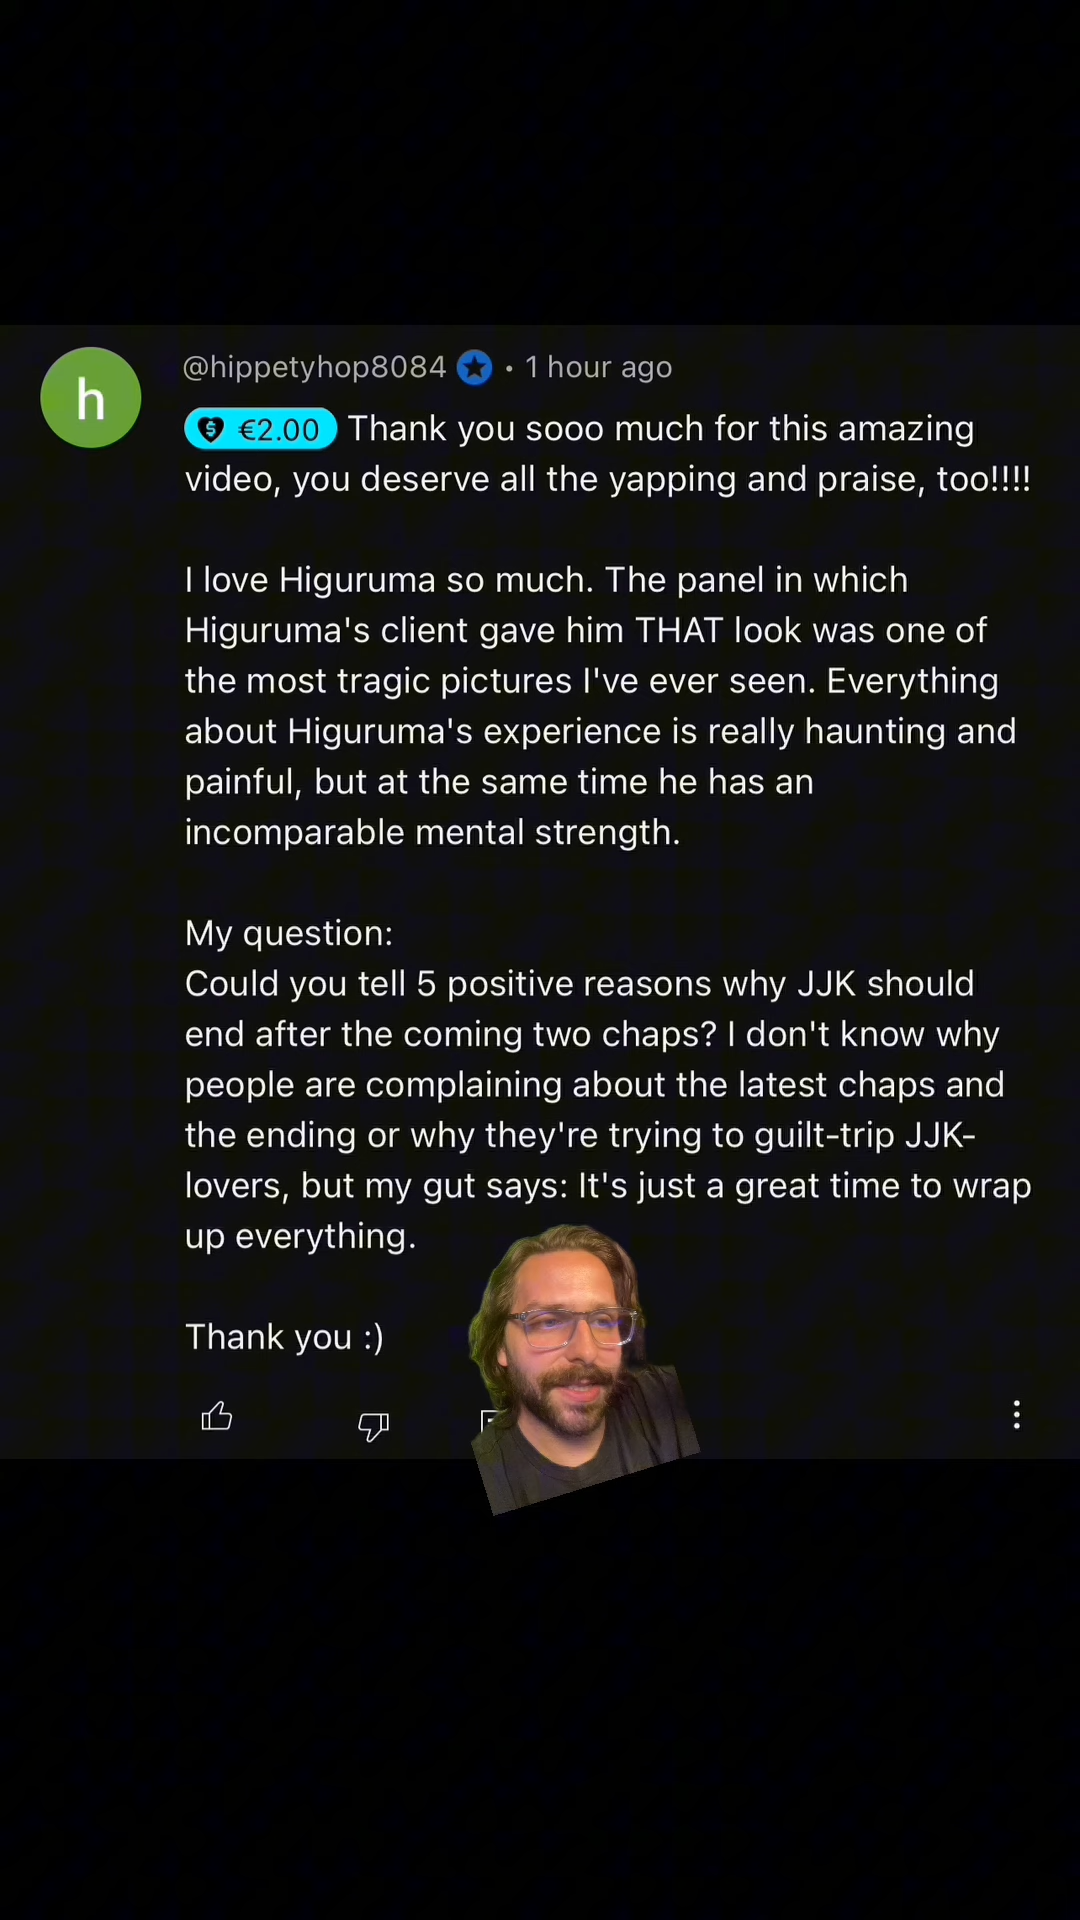 h
@hippetyhop8084 • 1 hour ago
$ €2.00 Thank you sooo much for this amazing
video, you deserve all the yapping and praise, too!!!!
I love Higuruma so much. The panel in which
Higuruma's client gave him THAT look was one of
the most tragic pictures I've ever seen. Everything
about Higuruma's experience is really haunting and
painful, but at the same time he has an
incomparable mental strength.
My question:
Could you tell 5 positive reasons why JJK should
end after the coming two chaps? I don't know why
people are complaining about the latest chaps and
the ending or why they're trying to guilt-trip JJK-
lovers, but my gut says: It's just a great time to wrap
up everything.
Thank you :)